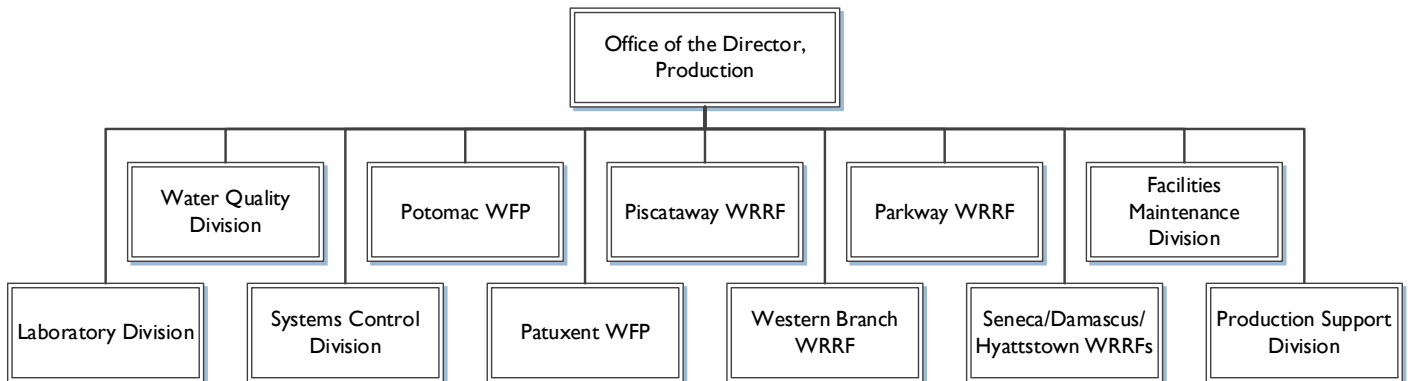 Office of the Director,
Production
Water Quality
Division
Potomac WFP
Piscataway WRRF
Parkway WRRF
Facilities
Maintenance
Division
Laboratory Division
Systems Control
Division
Patuxent WFP
Western Branch
WRRF
Seneca/Damascus/
Hyattstown WRRFs
Production Support
Division